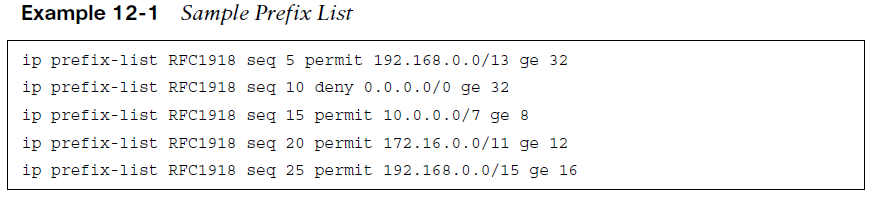 Example 12-1 Sample Prefix List
ip prefix-list RFC1918 seq 5 permit 192.168.0.0/13 ge 32
ip prefix-list RFC1918 seq 10 deny 0.0.0.0/0 ge 32
ip prefix-list RFC1918 seq 15 permit 10.0.0.0/7 ge 8
ip prefix-list RFC1918 seq 20 permit 172.16.0.0/11 ge 12
ip prefix-list RFC1918 seq 25 permit 192.168.0.0/15 ge 16